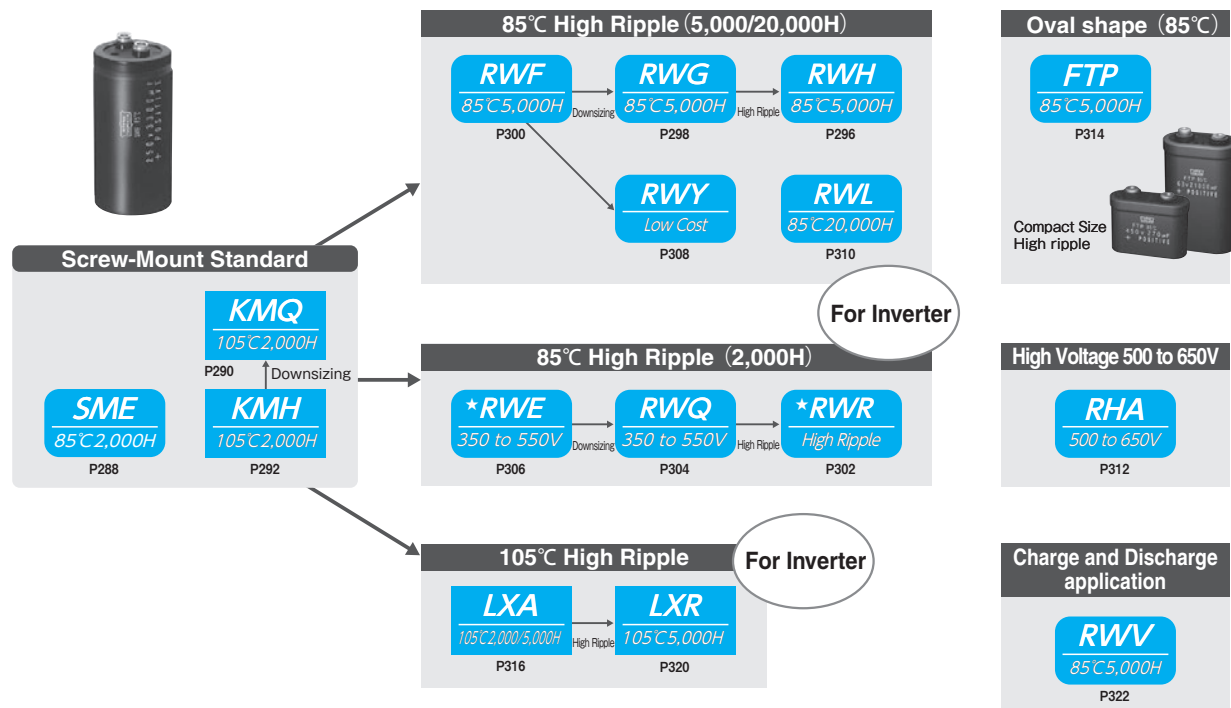 85℃ High Ripple（5,000/20,000H）
RWF
85℃5,000H
P300
Downsizing
RWG
85℃5,000H
P298
High Ripple
RWH
85℃5,000H
P296
RWY
Low Cost
P308
RWL
85℃20,000H
P310
For Inverter
Oval shape（85℃）
FTP
85℃5,000H
P314
Compact Size
High ripple
Screw-Mount Standard
KMQ
105℃2,000H
P290
Downsizing
SME
85℃2,000H
P288
KMH
105℃2,000H
P292
85℃ High Ripple（2,000H）
★RWE
350 to 550V
P306
Downsizing
RWQ
350 to 550V
P304
High Ripple
★RWR
High Ripple
P302
High Voltage 500 to 650V
RHA
500 to 650V
P312
105℃ High Ripple
For Inverter
LXA
105℃2,000/5,000H
P316
High Ripple
LXR
105℃5,000H
P320
Charge and Discharge
application
RWV
85℃5,000H
P322